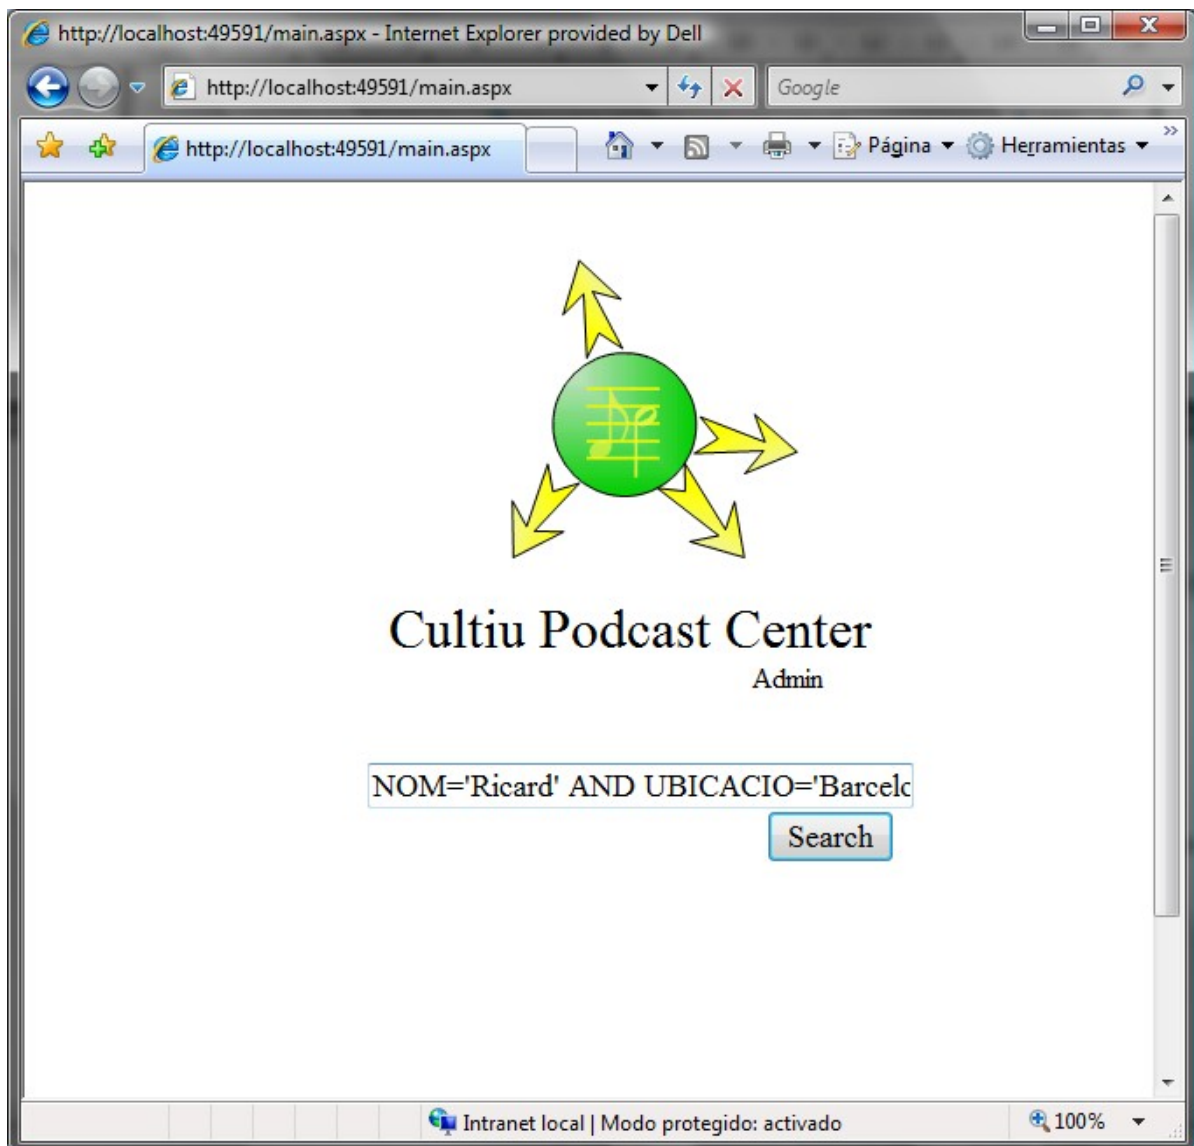 http://localhost:49591/main.aspx - Internet Explorer provided by Dell
http://localhost:49591/main.aspx
Google
http://localhost:49591/main.aspx
Página
Herramientas
Cultiu Podcast Center
Admin
NOM='Ricard' AND UBICACIO='Barcelc
Search
Intranet local | Modo protegido: activado
100%